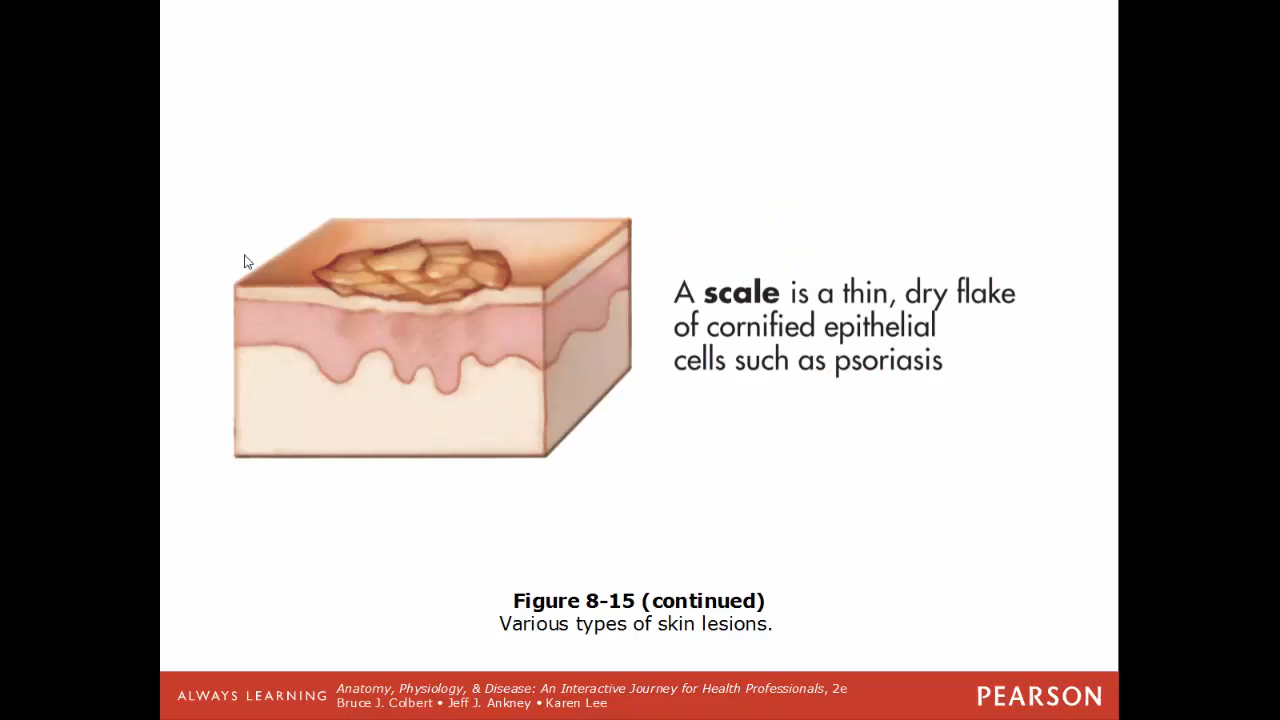 A scale is a thin, dry flake
of cornified epithelial
cells such as psoriasis
Figure 8-15 (continued)
Various types of skin lesions.
ALWAYS LEARNING
Anatomy, Physiology, & Disease: An Interactive Journey for Health Professionals, 2e
Bruce J. Colbert • Jeff J. Ankney • Karen Lee
PEARSON